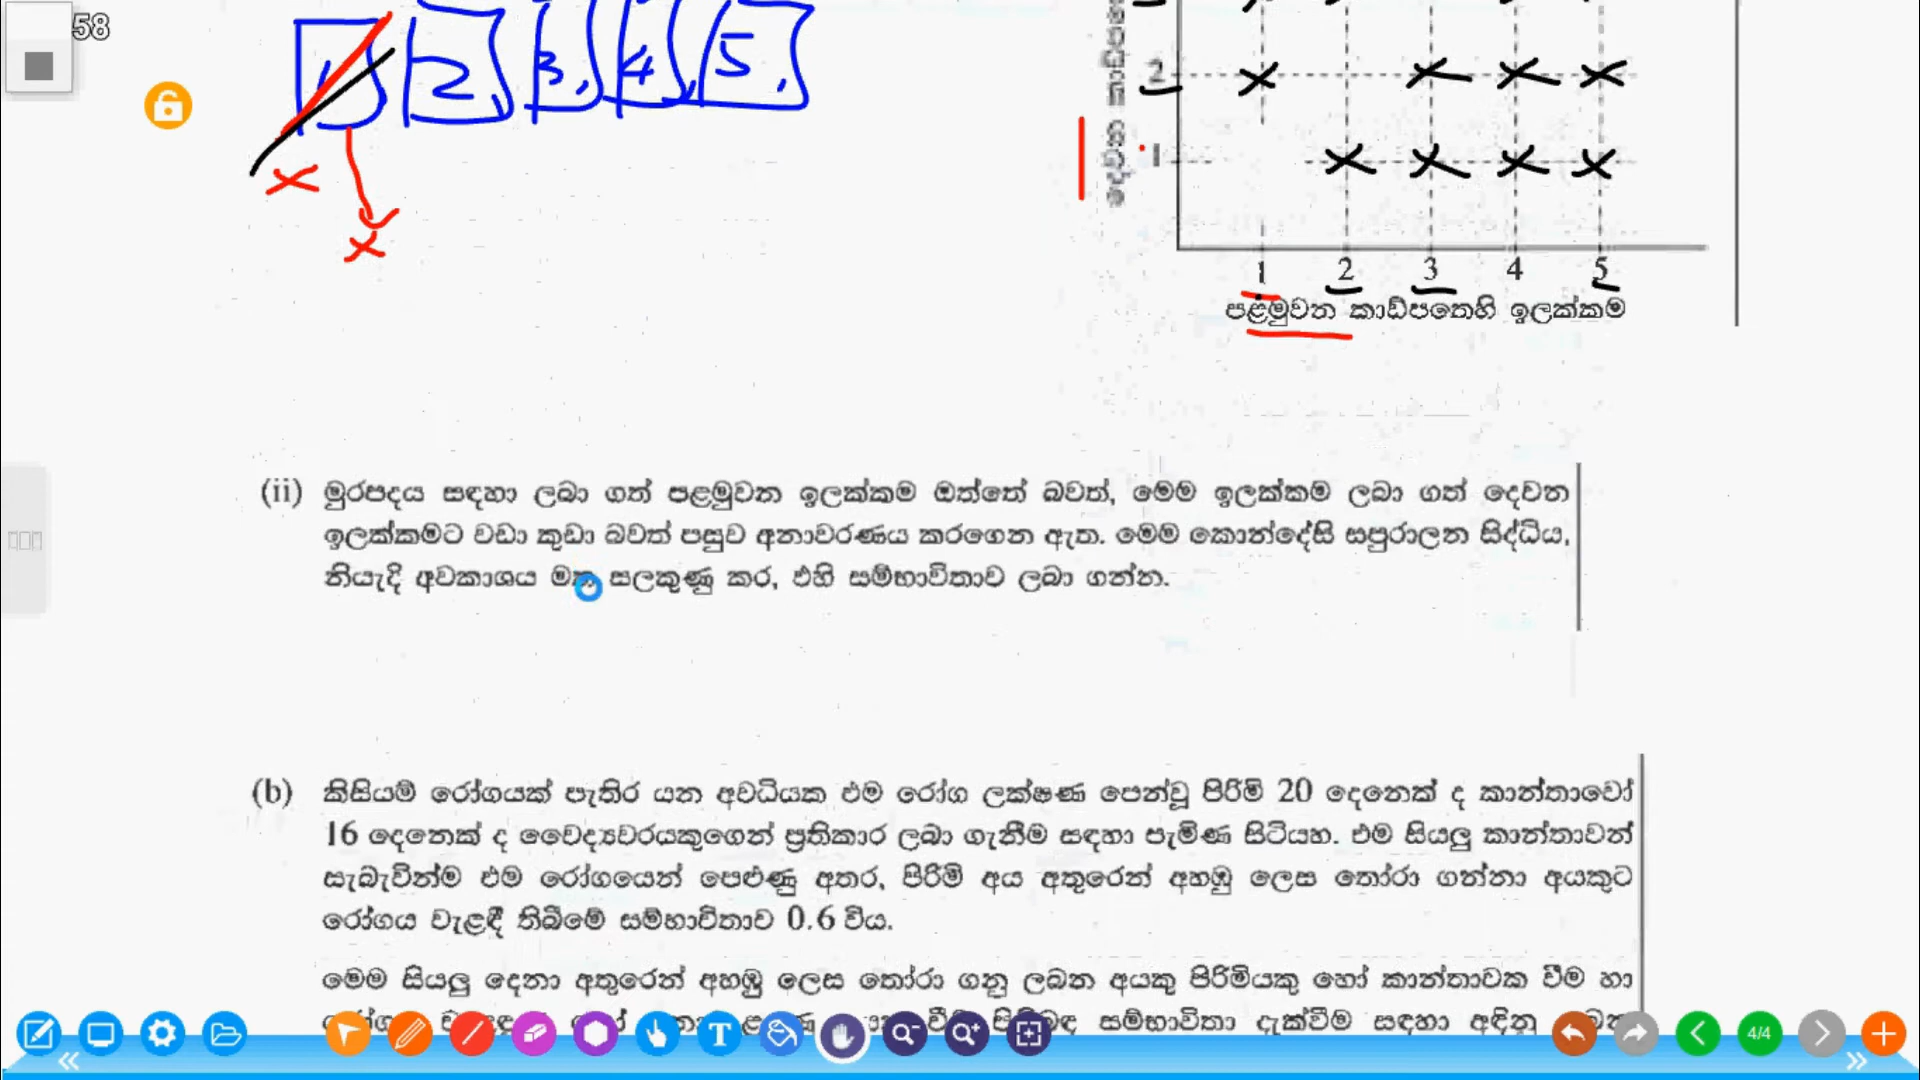 58
1 2 3 4 5
2
දෙවන
1
1 2 3 4 5
පළමුවන කාඩ්පතෙහි ඉලක්කම
(ii) මුරපදය සඳහා ලබා ගත් පළමුවන ඉලක්කම ඔත්තේ බවත්, මෙම ඉලක්කම ලබා ගත් දෙවන
ඉලක්කමට වඩා කුඩා බවත් පසුව අනාවරණය කරගෙන ඇත. මෙම කොන්දේසි සපුරාලන සිද්ධිය,
නියැදි අවකාශය මත සලකුණු කර, එහි සම්භාවිතාව ලබා ගන්න.
(b) කිසියම් රෝගයක් පැතිර යන අවධියක එම රෝග ලක්ෂණ පෙන්වූ පිරිමි 20 දෙනෙක් ද කාන්තාවෝ
16 දෙනෙක් ද වෛද්‍යවරයකුගෙන් ප්‍රතිකාර ලබා ගැනීම සඳහා පැමිණ සිටියහ. එම සියලු කාන්තාවන්
සැබැවින්ම එම රෝගයෙන් පෙළුණු අතර, පිරිමි අය අතුරෙන් අහඹු ලෙස තෝරා ගන්නා අයකුට
රෝගය වැළඳී තිබීමේ සම්භාවිතාව 0.6 විය.
මෙම සියලු දෙනා අතුරෙන් අහඹු ලෙස තෝරා ගනු ලබන අයකු පිරිමියකු හෝ කාන්තාවක වීම හා
සම්භාවිතා දැක්වීම සඳහා අඳිනු
4/4